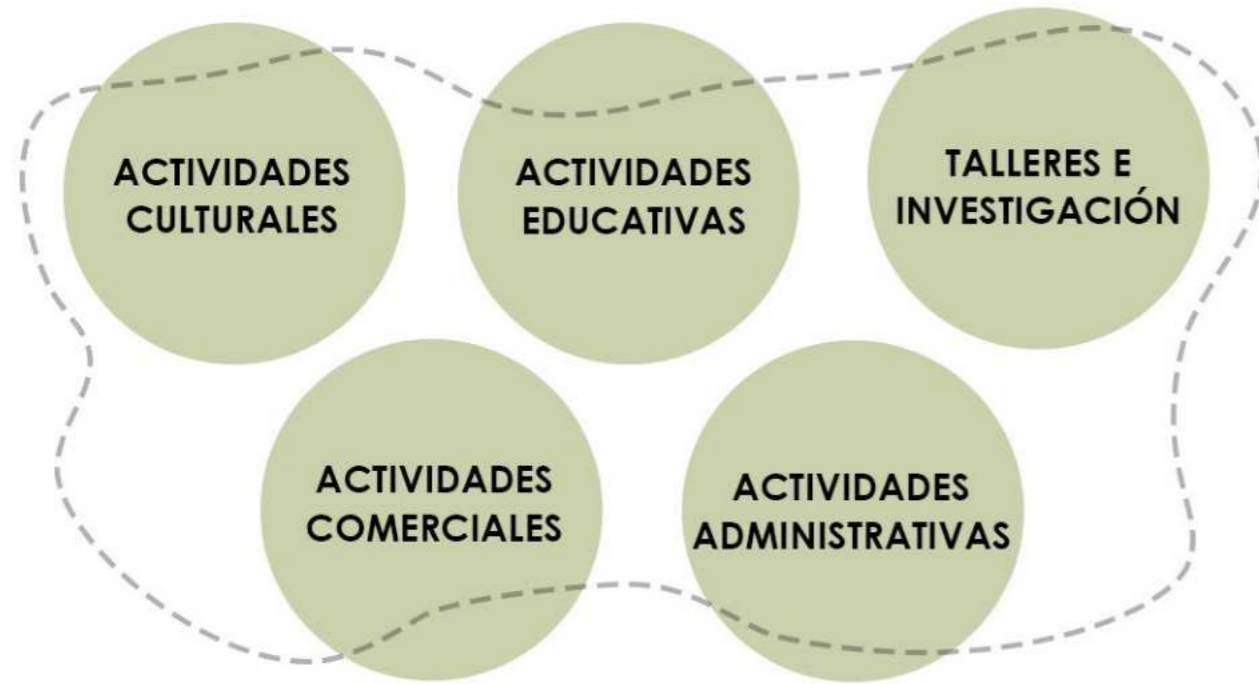 ACTIVIDADES
CULTURALES
ACTIVIDADES
EDUCATIVAS
TALLERES E
INVESTIGACIÓN
ACTIVIDADES
COMERCIALES
ACTIVIDADES
ADMINISTRATIVAS